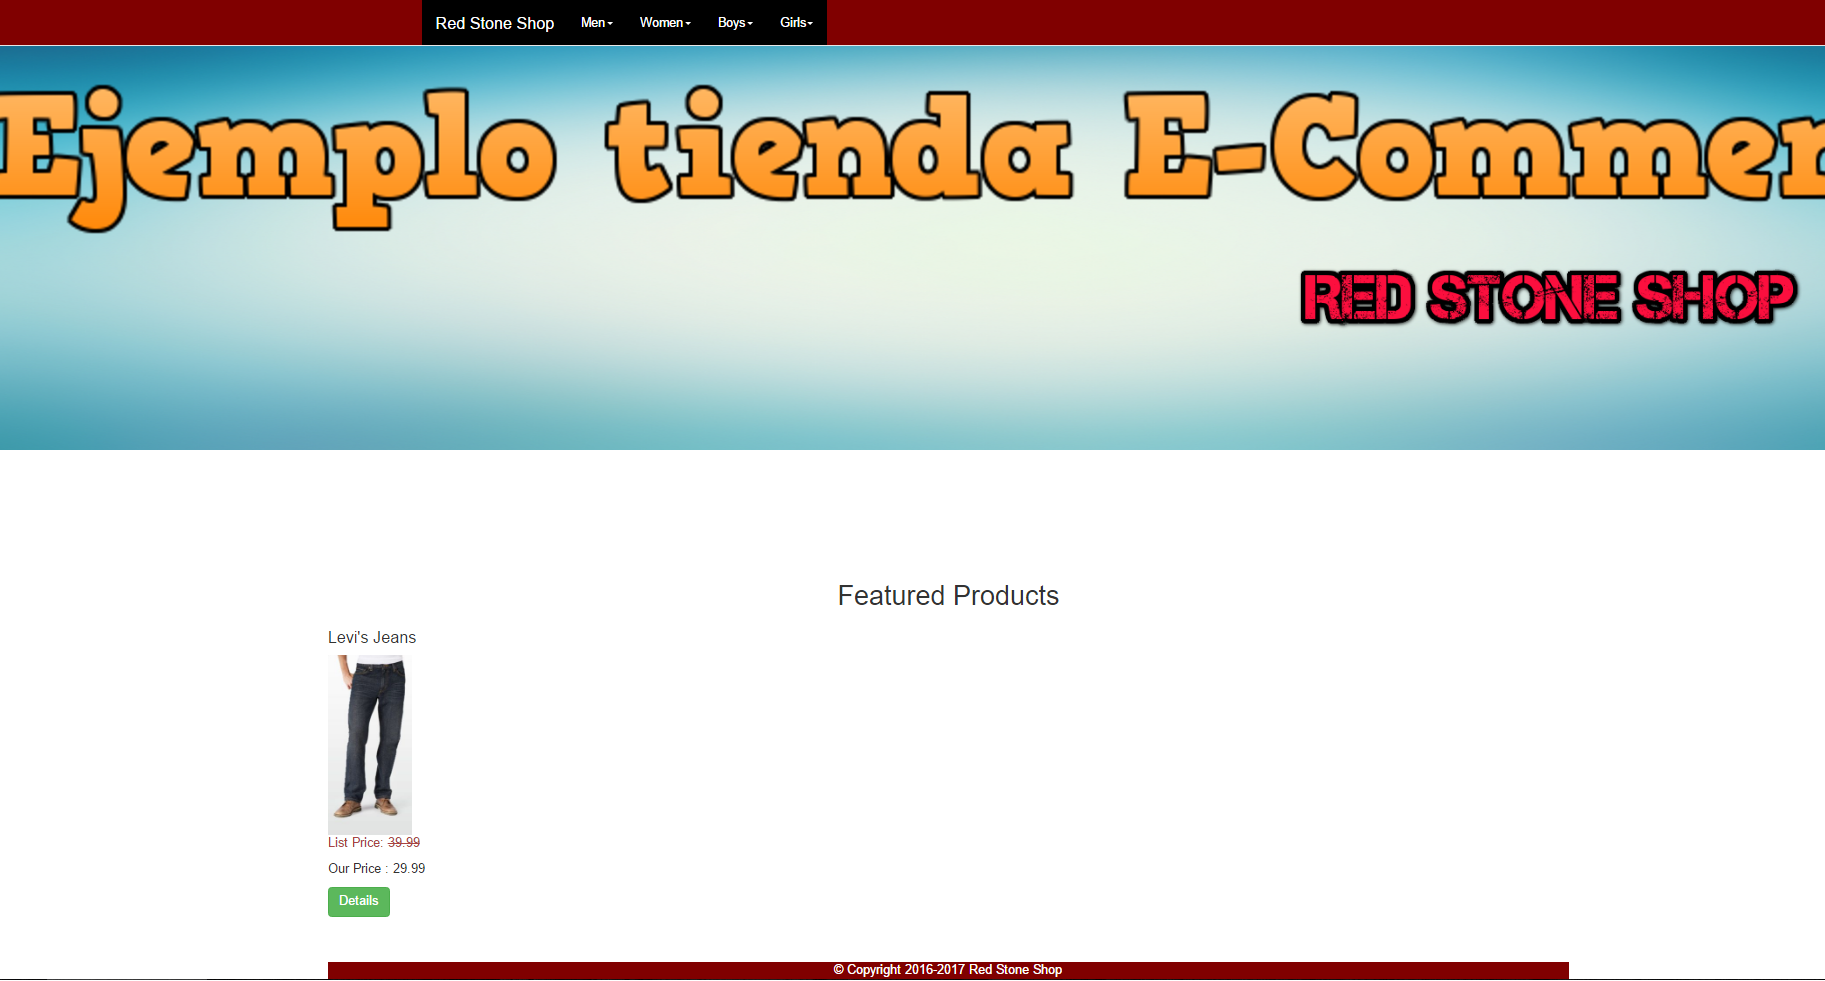 Red Stone Shop Men Women Boys Girls
Ejemplo tienda E-Commer
RED STONE SHOP
Featured Products
Levi's Jeans
List Price: 39.99
Our Price : 29.99
Details
© Copyright 2016-2017 Red Stone Shop